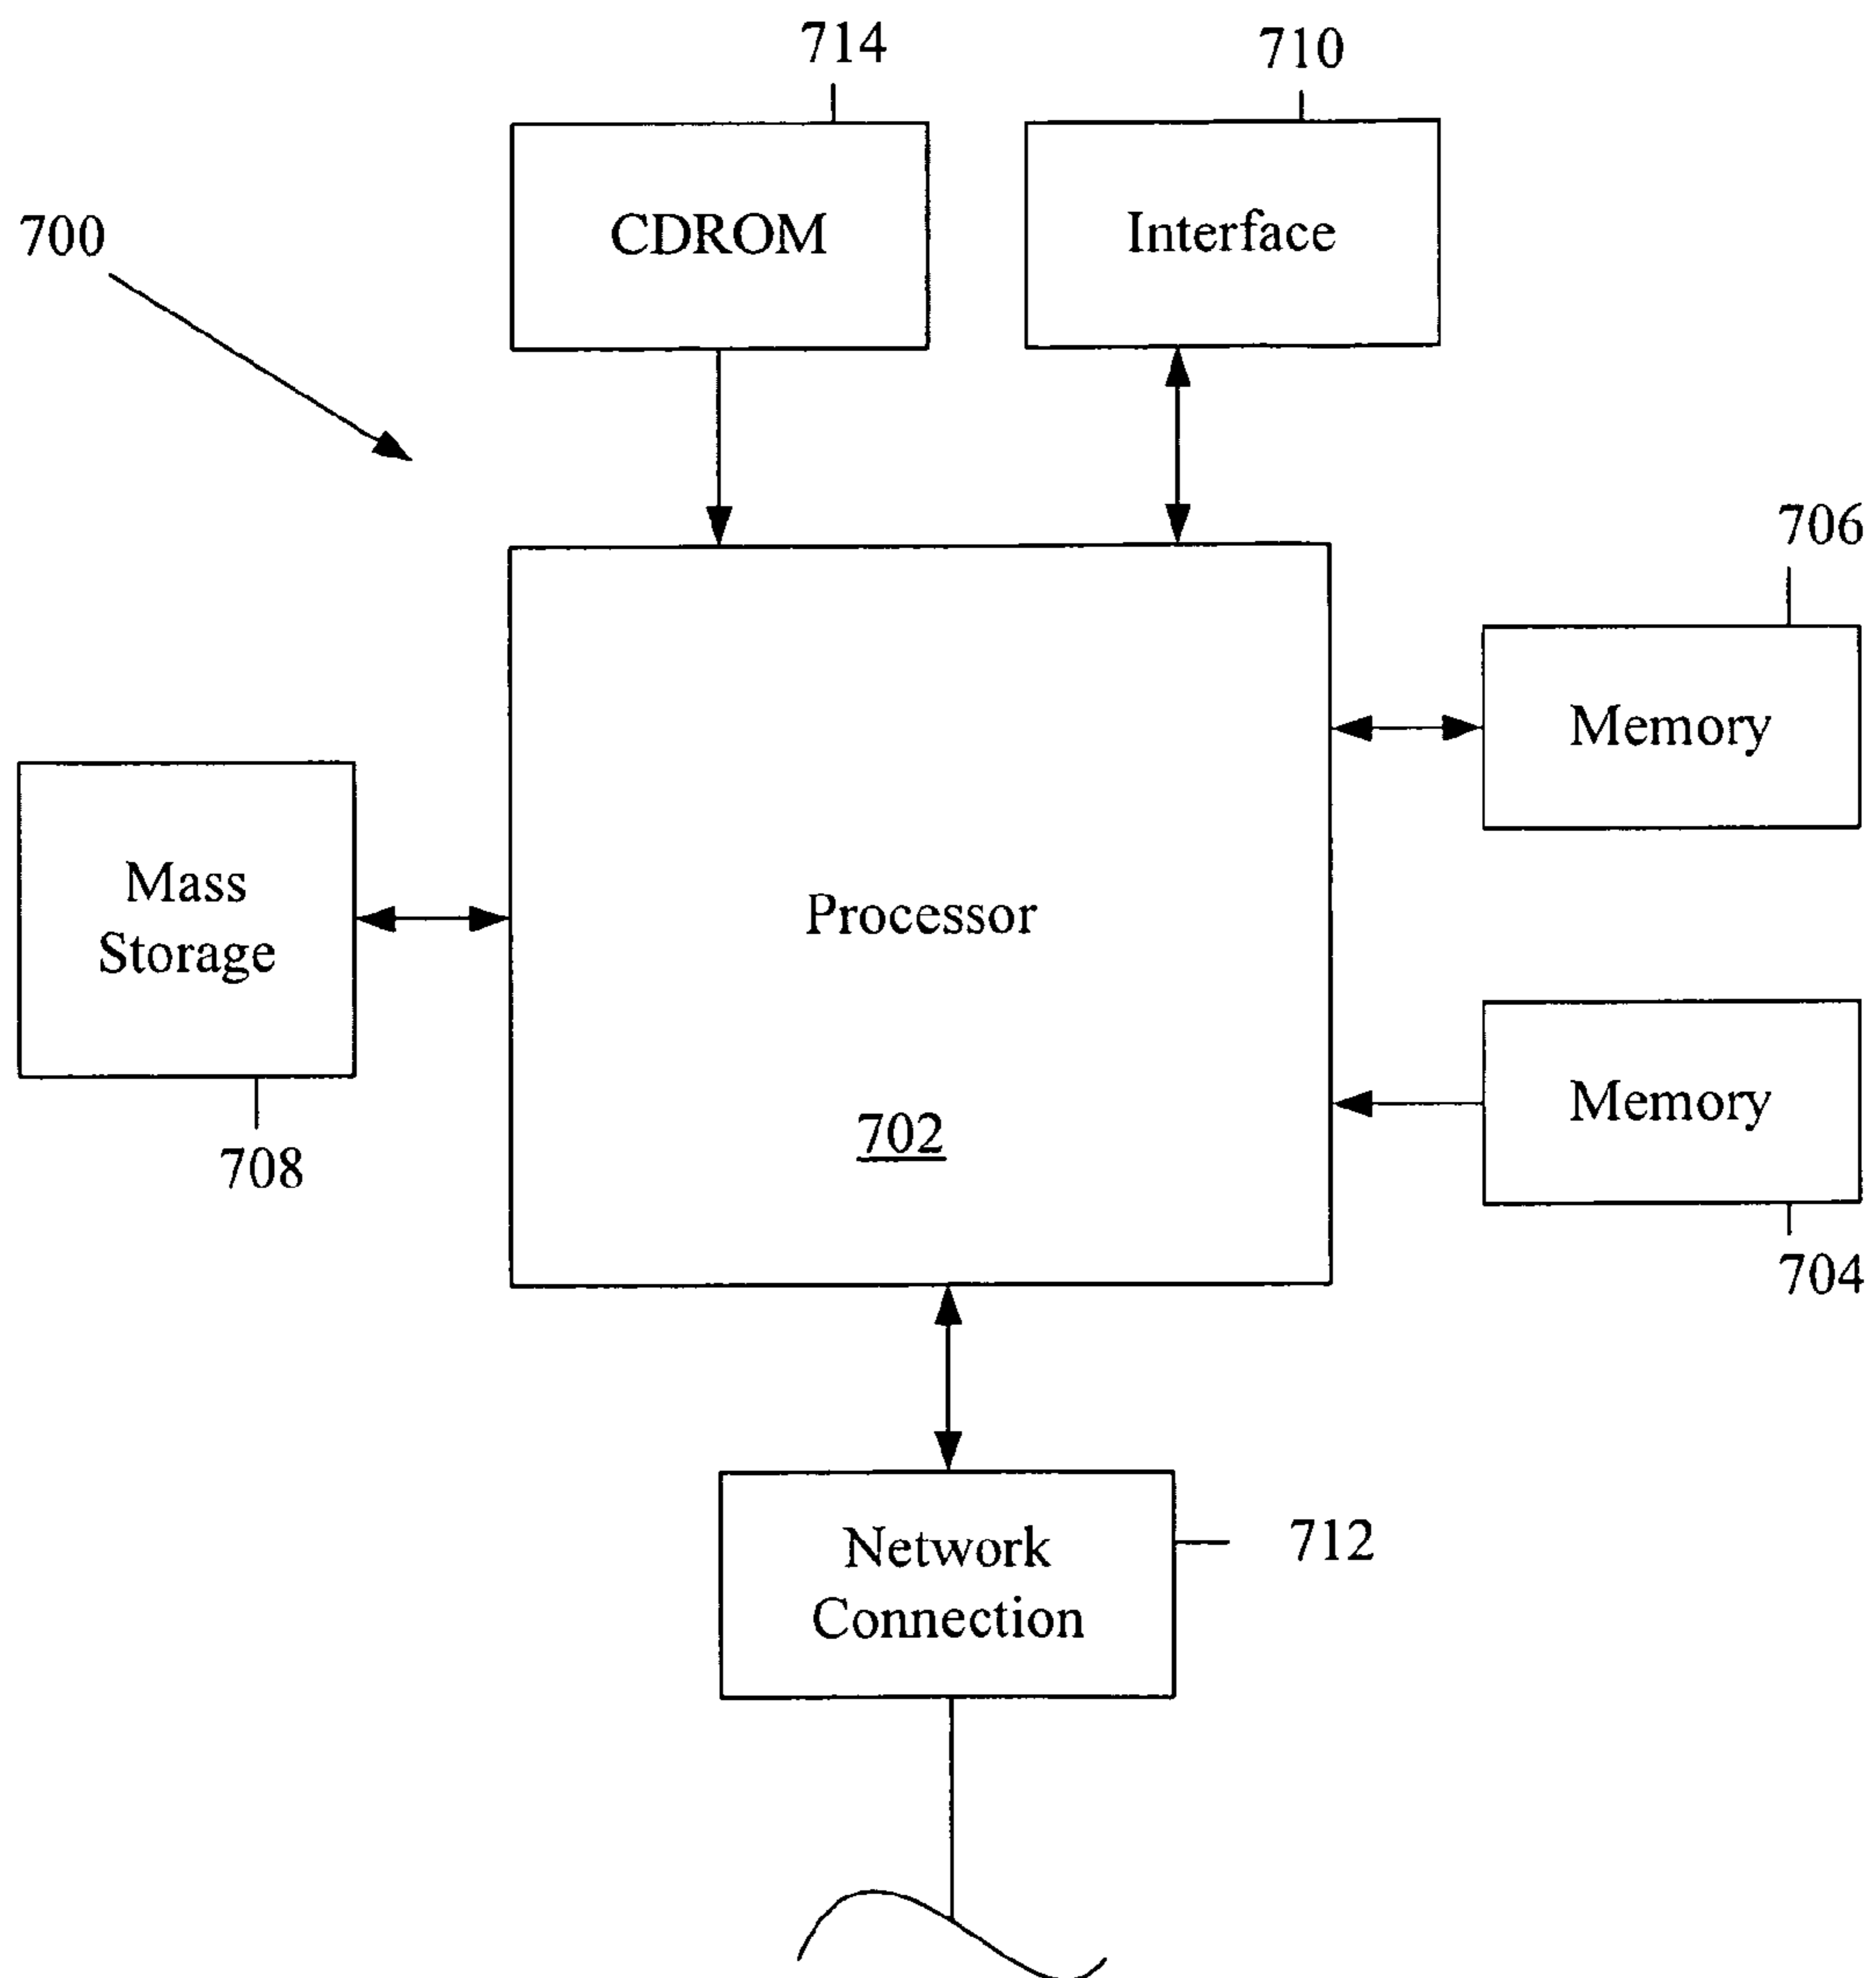 714
710
700
CDROM
Interface
706
Memory
Mass
Storage
Processor
Memory
702
708
704
Network
Connection
712